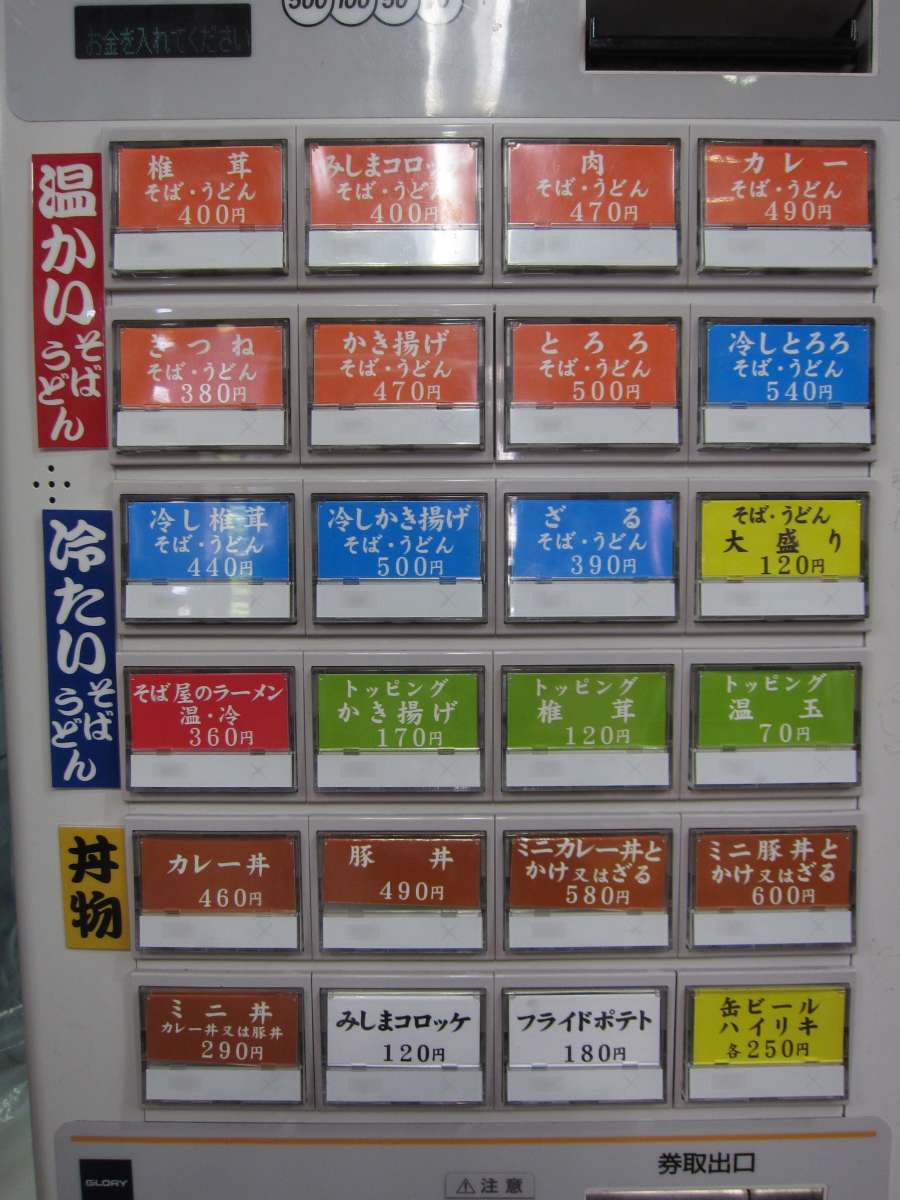 500 100 50 10
お金を入れてください
温かいそばうどん
椎茸
そば・うどん
400円
みしまコロッケ
そば・うどん
400円
肉
そば・うどん
470円
カレー
そば・うどん
490円
きつね
そば・うどん
380円
かき揚げ
そば・うどん
470円
とろろ
そば・うどん
500円
冷しとろろ
そば・うどん
540円
冷たいそばうどん
冷し椎茸
そば・うどん
440円
冷しかき揚げ
そば・うどん
500円
ざる
そば・うどん
390円
そば・うどん
大盛り
120円
そば屋のラーメン
温・冷
360円
トッピング
かき揚げ
170円
トッピング
椎茸
120円
トッピング
温玉
70円
丼物
カレー丼
460円
豚丼
490円
ミニカレー丼と
かけ又はざる
580円
ミニ豚丼と
かけ又はざる
600円
ミニ丼
カレー丼又は豚丼
290円
みしまコロッケ
120円
フライドポテト
180円
缶ビール
ハイリキ
各250円
券取出口
GLORY
⚠注意